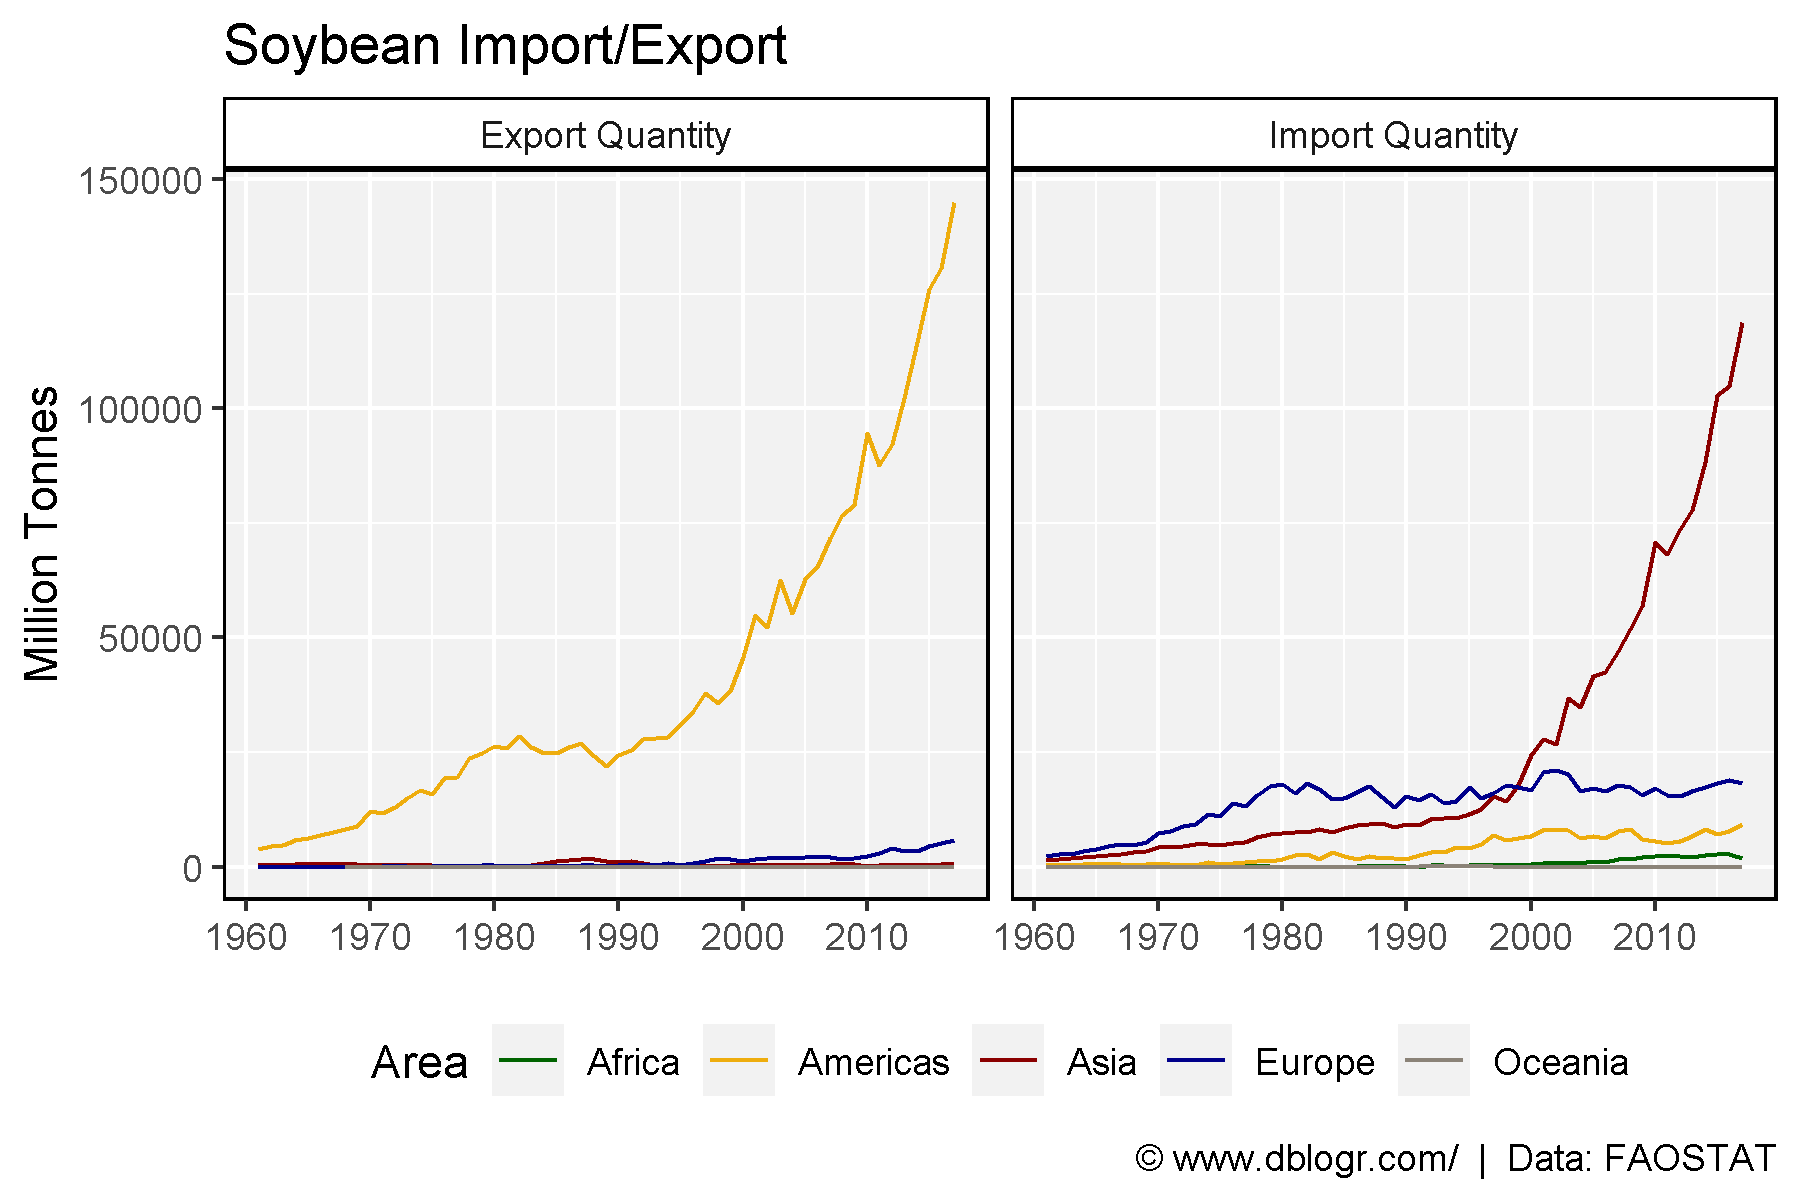 Soybean Import/Export
Export Quantity
Import Quantity
Million Tonnes
150000
100000
50000
0
1960 1970 1980 1990 2000 2010
1960 1970 1980 1990 2000 2010
Area Africa Americas Asia Europe Oceania
© www.dblogr.com/ | Data: FAOSTAT